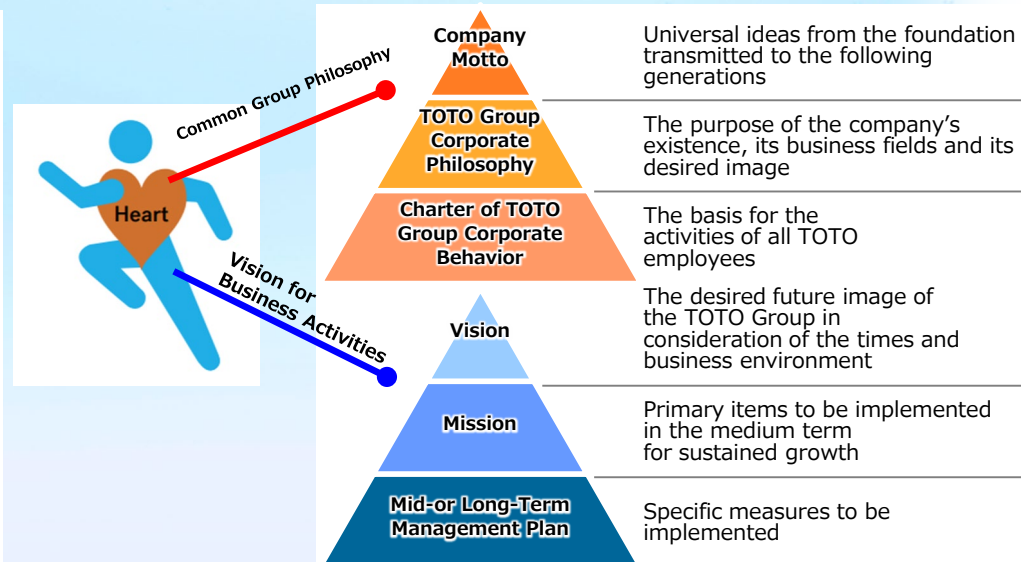 Common Group Philosophy
Heart
Vision for
Business Activities
Company
Motto
Universal ideas from the foundation
transmitted to the following
generations
TOTO Group
Corporate
Philosophy
The purpose of the company’s
existence, its business fields and its
desired image
Charter of TOTO
Group Corporate
Behavior
The basis for the
activities of all TOTO
employees
Vision
The desired future image of
the TOTO Group in
consideration of the times and
business environment
Mission
Primary items to be implemented
in the medium term
for sustained growth
Mid-or Long-Term
Management Plan
Specific measures to be
implemented